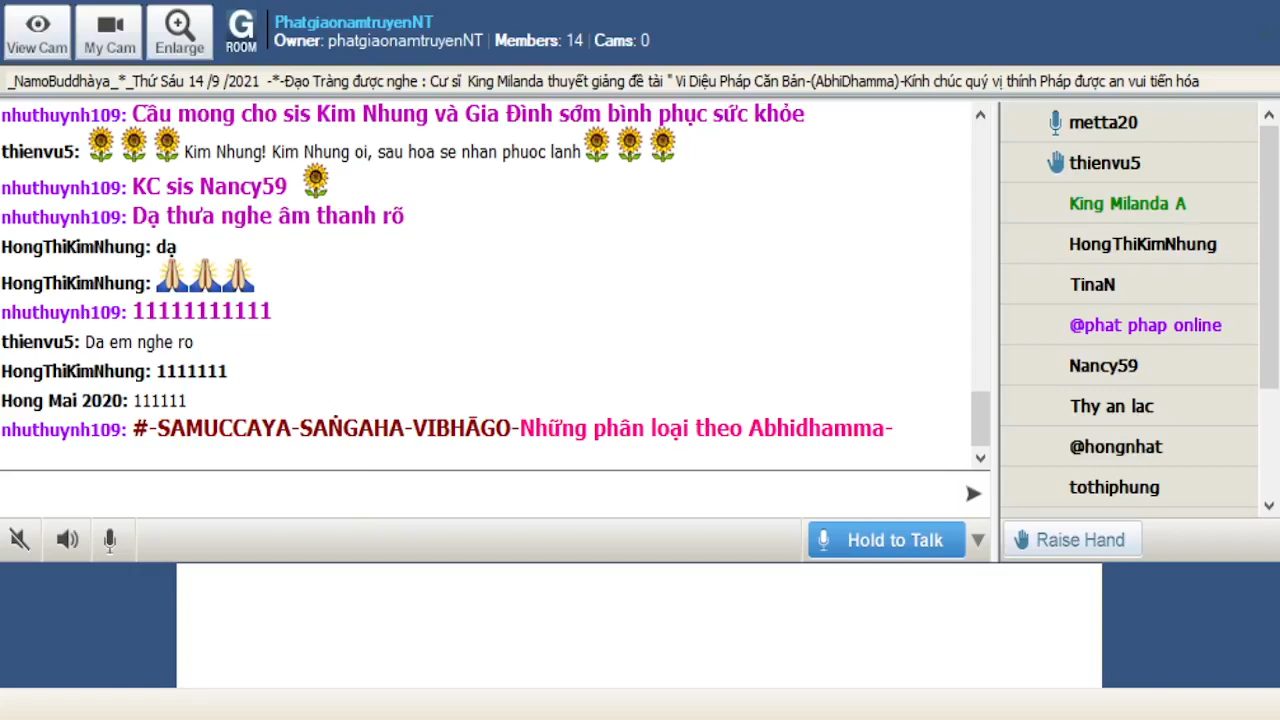 View Cam
My Cam
Enlarge
G
ROOM
PhatgiaonamtruyenNT
Owner: phatgiaonamtruyenNT | Members: 14 | Cams: 0
_NamoBuddhàya_*_Thứ Sáu 14 /9 /2021 -*-Đạo Tràng được nghe : Cư sĩ King Milanda thuyết giảng đề tài " Vi Diệu Pháp Căn Bản-(AbhiDhamma)-Kính chúc quý vị thính Pháp được an vui tiến hóa
nhuthuynh109: Cầu mong cho sis Kim Nhung và Gia Đình sớm bình phục sức khỏe
thienvu5: Kim Nhung! Kim Nhung oi, sau hoa se nhan phuoc lanh
nhuthuynh109: KC sis Nancy59
nhuthuynh109: Dạ thưa nghe âm thanh rõ
HongThiKimNhung: dạ
HongThiKimNhung:
nhuthuynh109: 11111111111
thienvu5: Da em nghe ro
HongThiKimNhung: 1111111
Hong Mai 2020: 111111
nhuthuynh109: #-SAMUCCAYA-SAṄGAHA-VIBHĀGO-Những phân loại theo Abhidhamma-
metta20
thienvu5
King Milanda A
HongThiKimNhung
TinaN
@phat phap online
Nancy59
Thy an lac
@hongnhat
tothiphung
Hold to Talk
Raise Hand